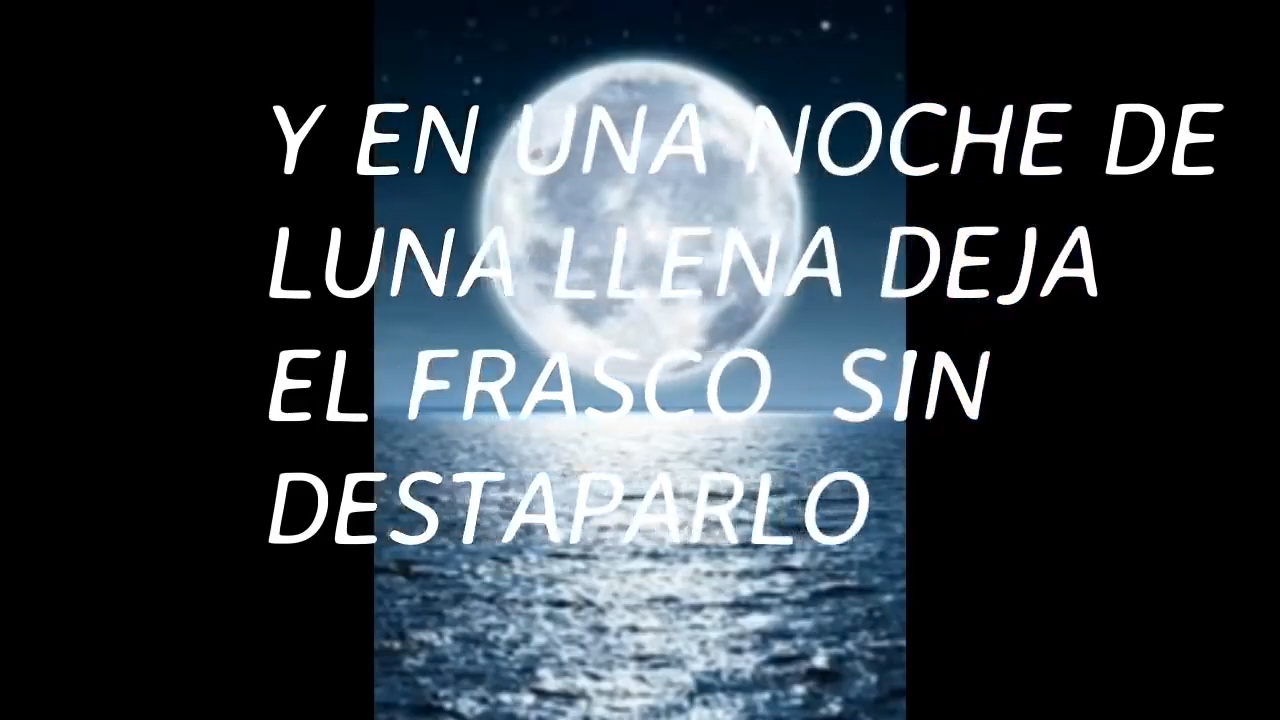 Y EN UNA NOCHE DE
LUNA LLENA DEJA
EL FRASCO SIN
DESTAPARLO